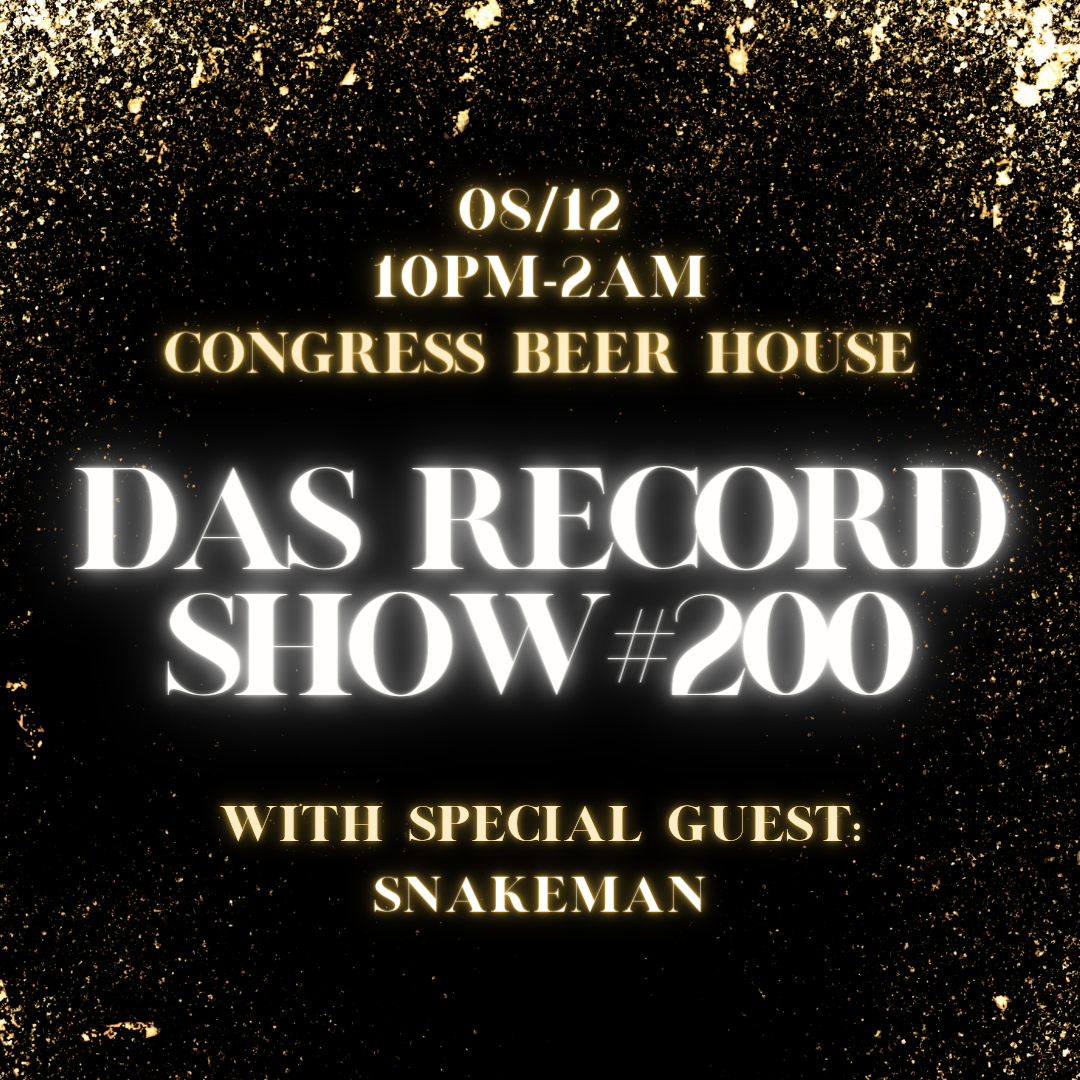 08/12
10PM-2AM
CONGRESS BEER HOUSE
DAS RECORD
SHOW #200
WITH SPECIAL GUEST:
SNAKEMAN